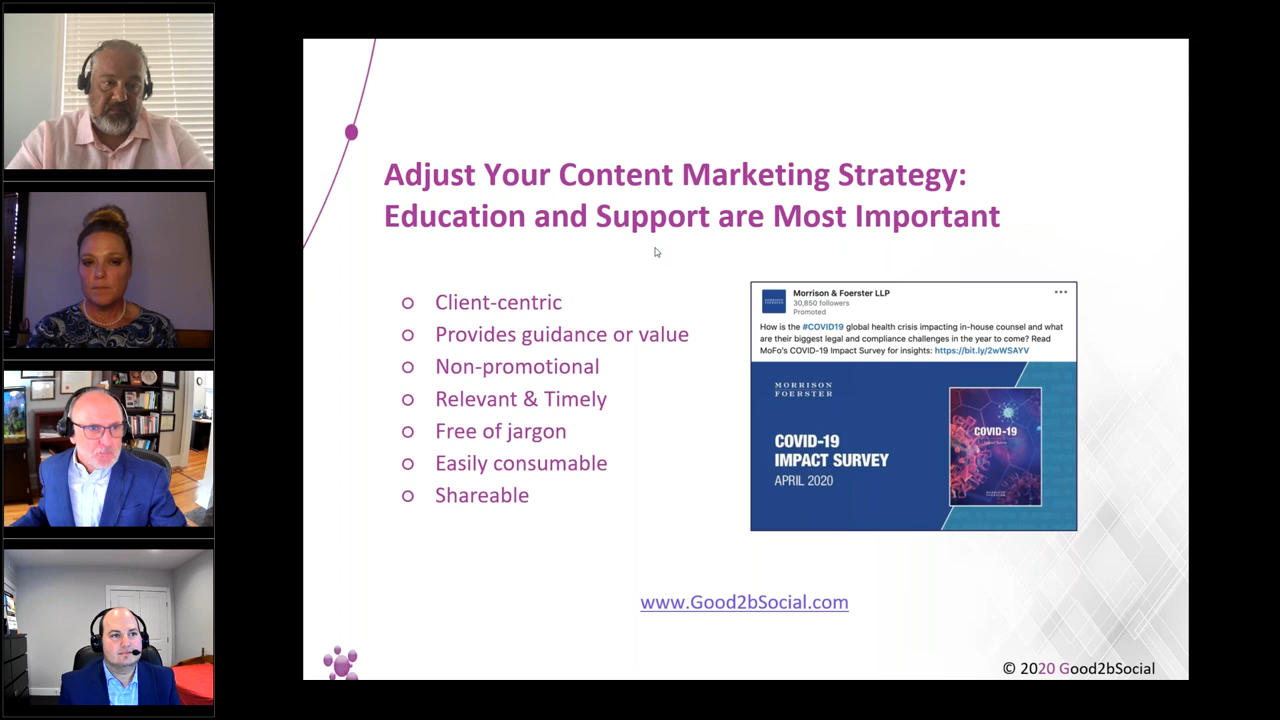 Adjust Your Content Marketing Strategy:
Education and Support are Most Important
Client-centric
Provides guidance or value
Non-promotional
Relevant & Timely
Free of jargon
Easily consumable
Shareable
Morrison & Foerster LLP
30,850 followers
Promoted
How is the #COVID19 global health crisis impacting in-house counsel and what
are their biggest legal and compliance challenges in the year to come? Read
MoFo's COVID-19 Impact Survey for insights: https://bit.ly/2wWSAYV
MORRISON
FOERSTER
COVID-19
IMPACT SURVEY
APRIL 2020
COVID-19
www.Good2bSocial.com
© 2020 Good2bSocial